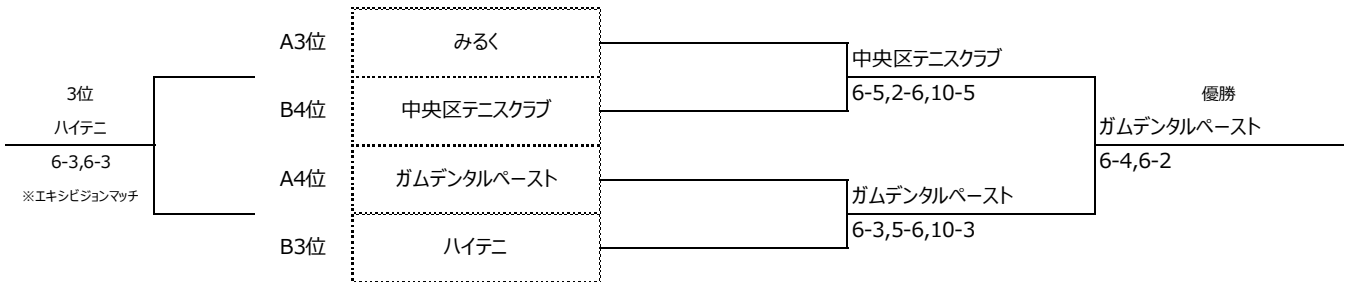 A3位
みるく
中央区テニスクラブ
6-5,2-6,10-5
3位
ハイテニ
6-3,6-3
※エキシビジョンマッチ
B4位
中央区テニスクラブ
優勝
ガムデンタルペースト
6-4,6-2
A4位
ガムデンタルペースト
ガムデンタルペースト
6-3,5-6,10-3
B3位
ハイテニ